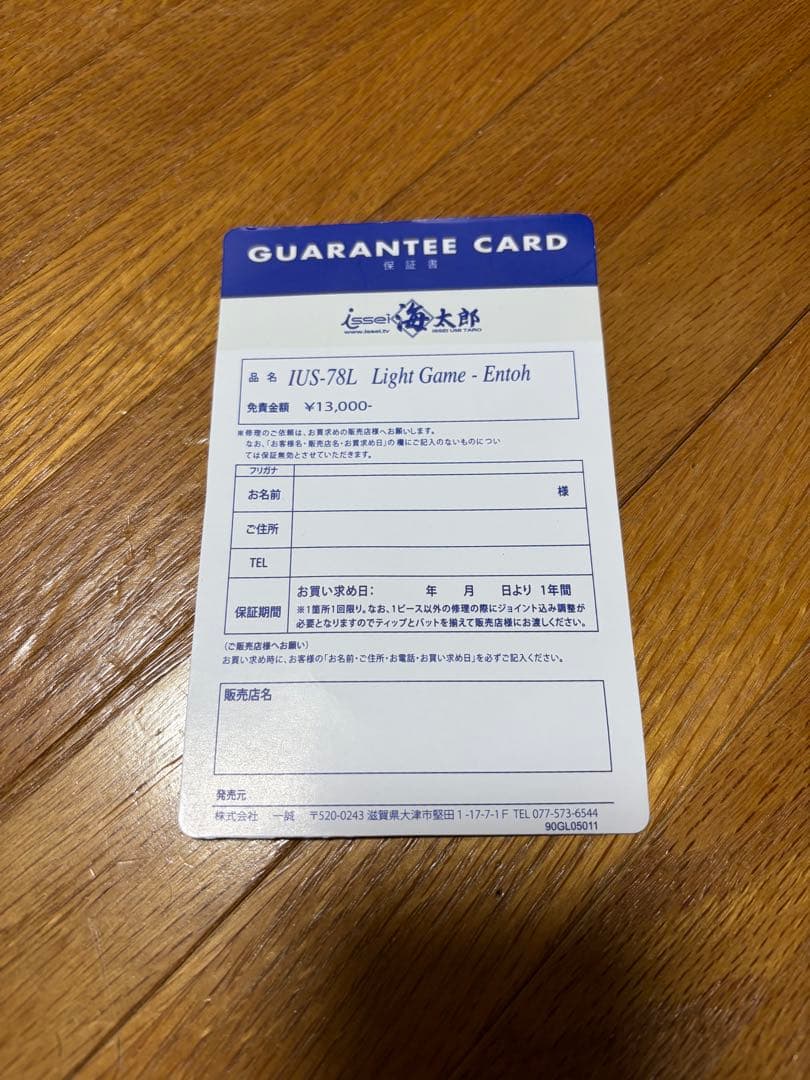 GUARANTEE CARD
保証書
issei 海太郎
www.issei.tv ISSEI UMI TARO
品名 IUS-78L Light Game - Entoh
免責金額 ¥13,000-
※修理のご依頼は、お買求めの販売店様へお願いします。
なお、「お客様名・販売店名・お買求め日」の欄にご記入のないものについ
ては保証無効とさせていただきます。
フリガナ
お名前 様
ご住所
TEL
お買い求め日: 年 月 日より 1年間
保証期間 ※1箇所1回限り。なお、1ピース以外の修理の際にジョイント込み調整が
必要となりますのでティップとバットを揃えて販売店様にお渡しください。
(ご販売店様へお願い)
お買い求め時に、お客様の「お名前・ご住所・お電話・お買い求め日」を必ずご記入ください。
販売店名
発売元
株式会社 一誠 〒520-0243 滋賀県大津市堅田1-17-7-1F TEL 077-573-6544
90GL05011